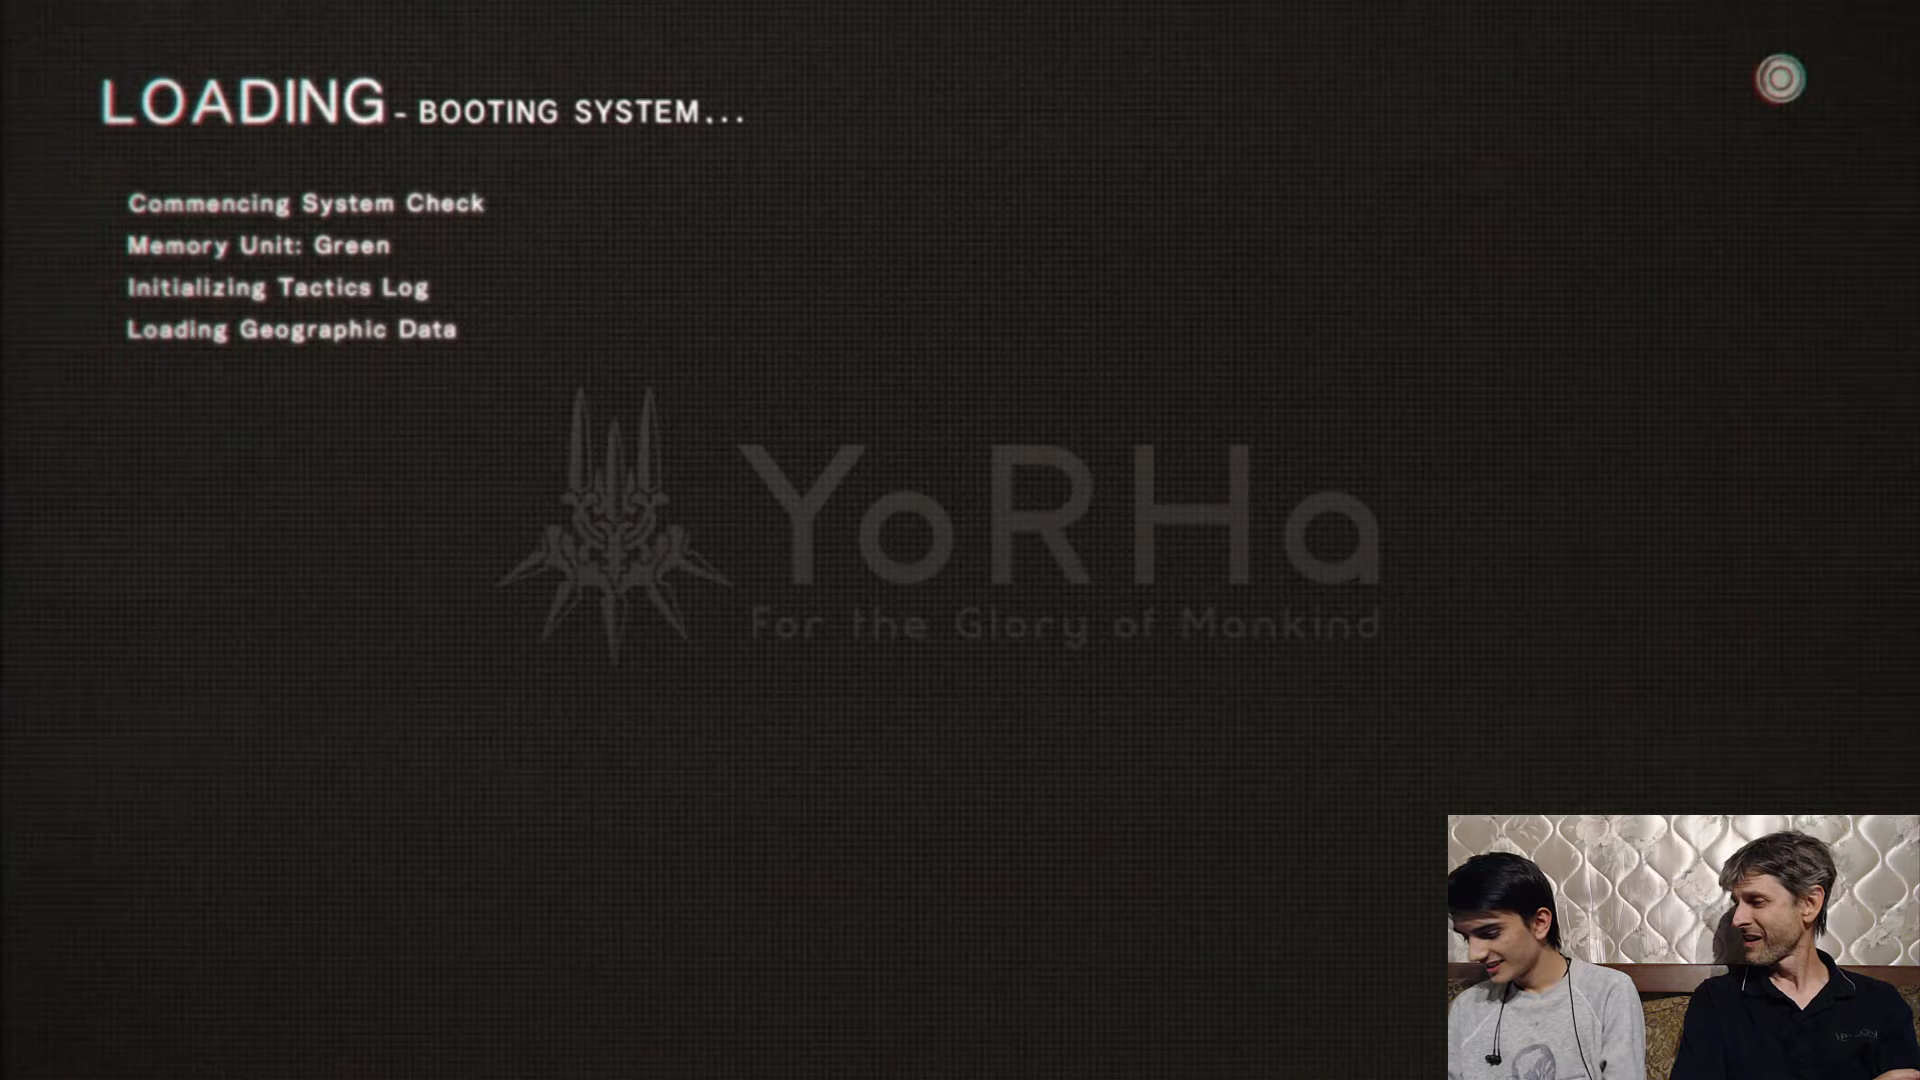 LOADING - BOOTING SYSTEM...
Commencing System Check
Memory Unit: Green
Initializing Tactics Log
Loading Geographic Data
YoRHa
For the Glory of Mankind